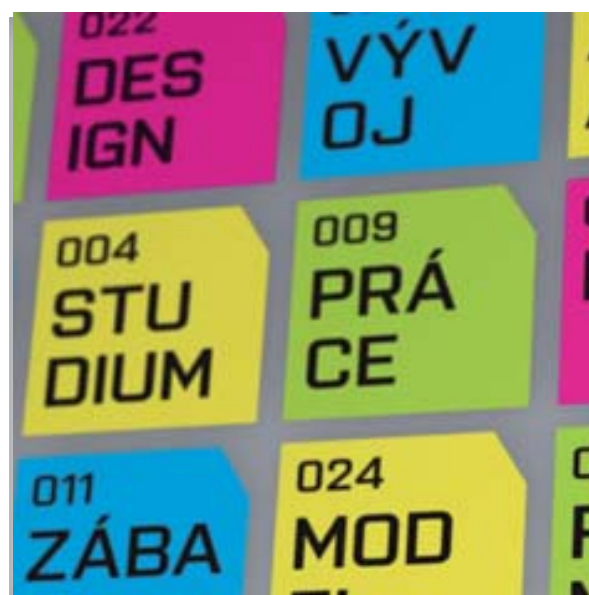 022
DES
IGN
VÝV
OJ
004
STU
DIUM
009
PRÁ
CE
011
ZÁBA
024
MOD